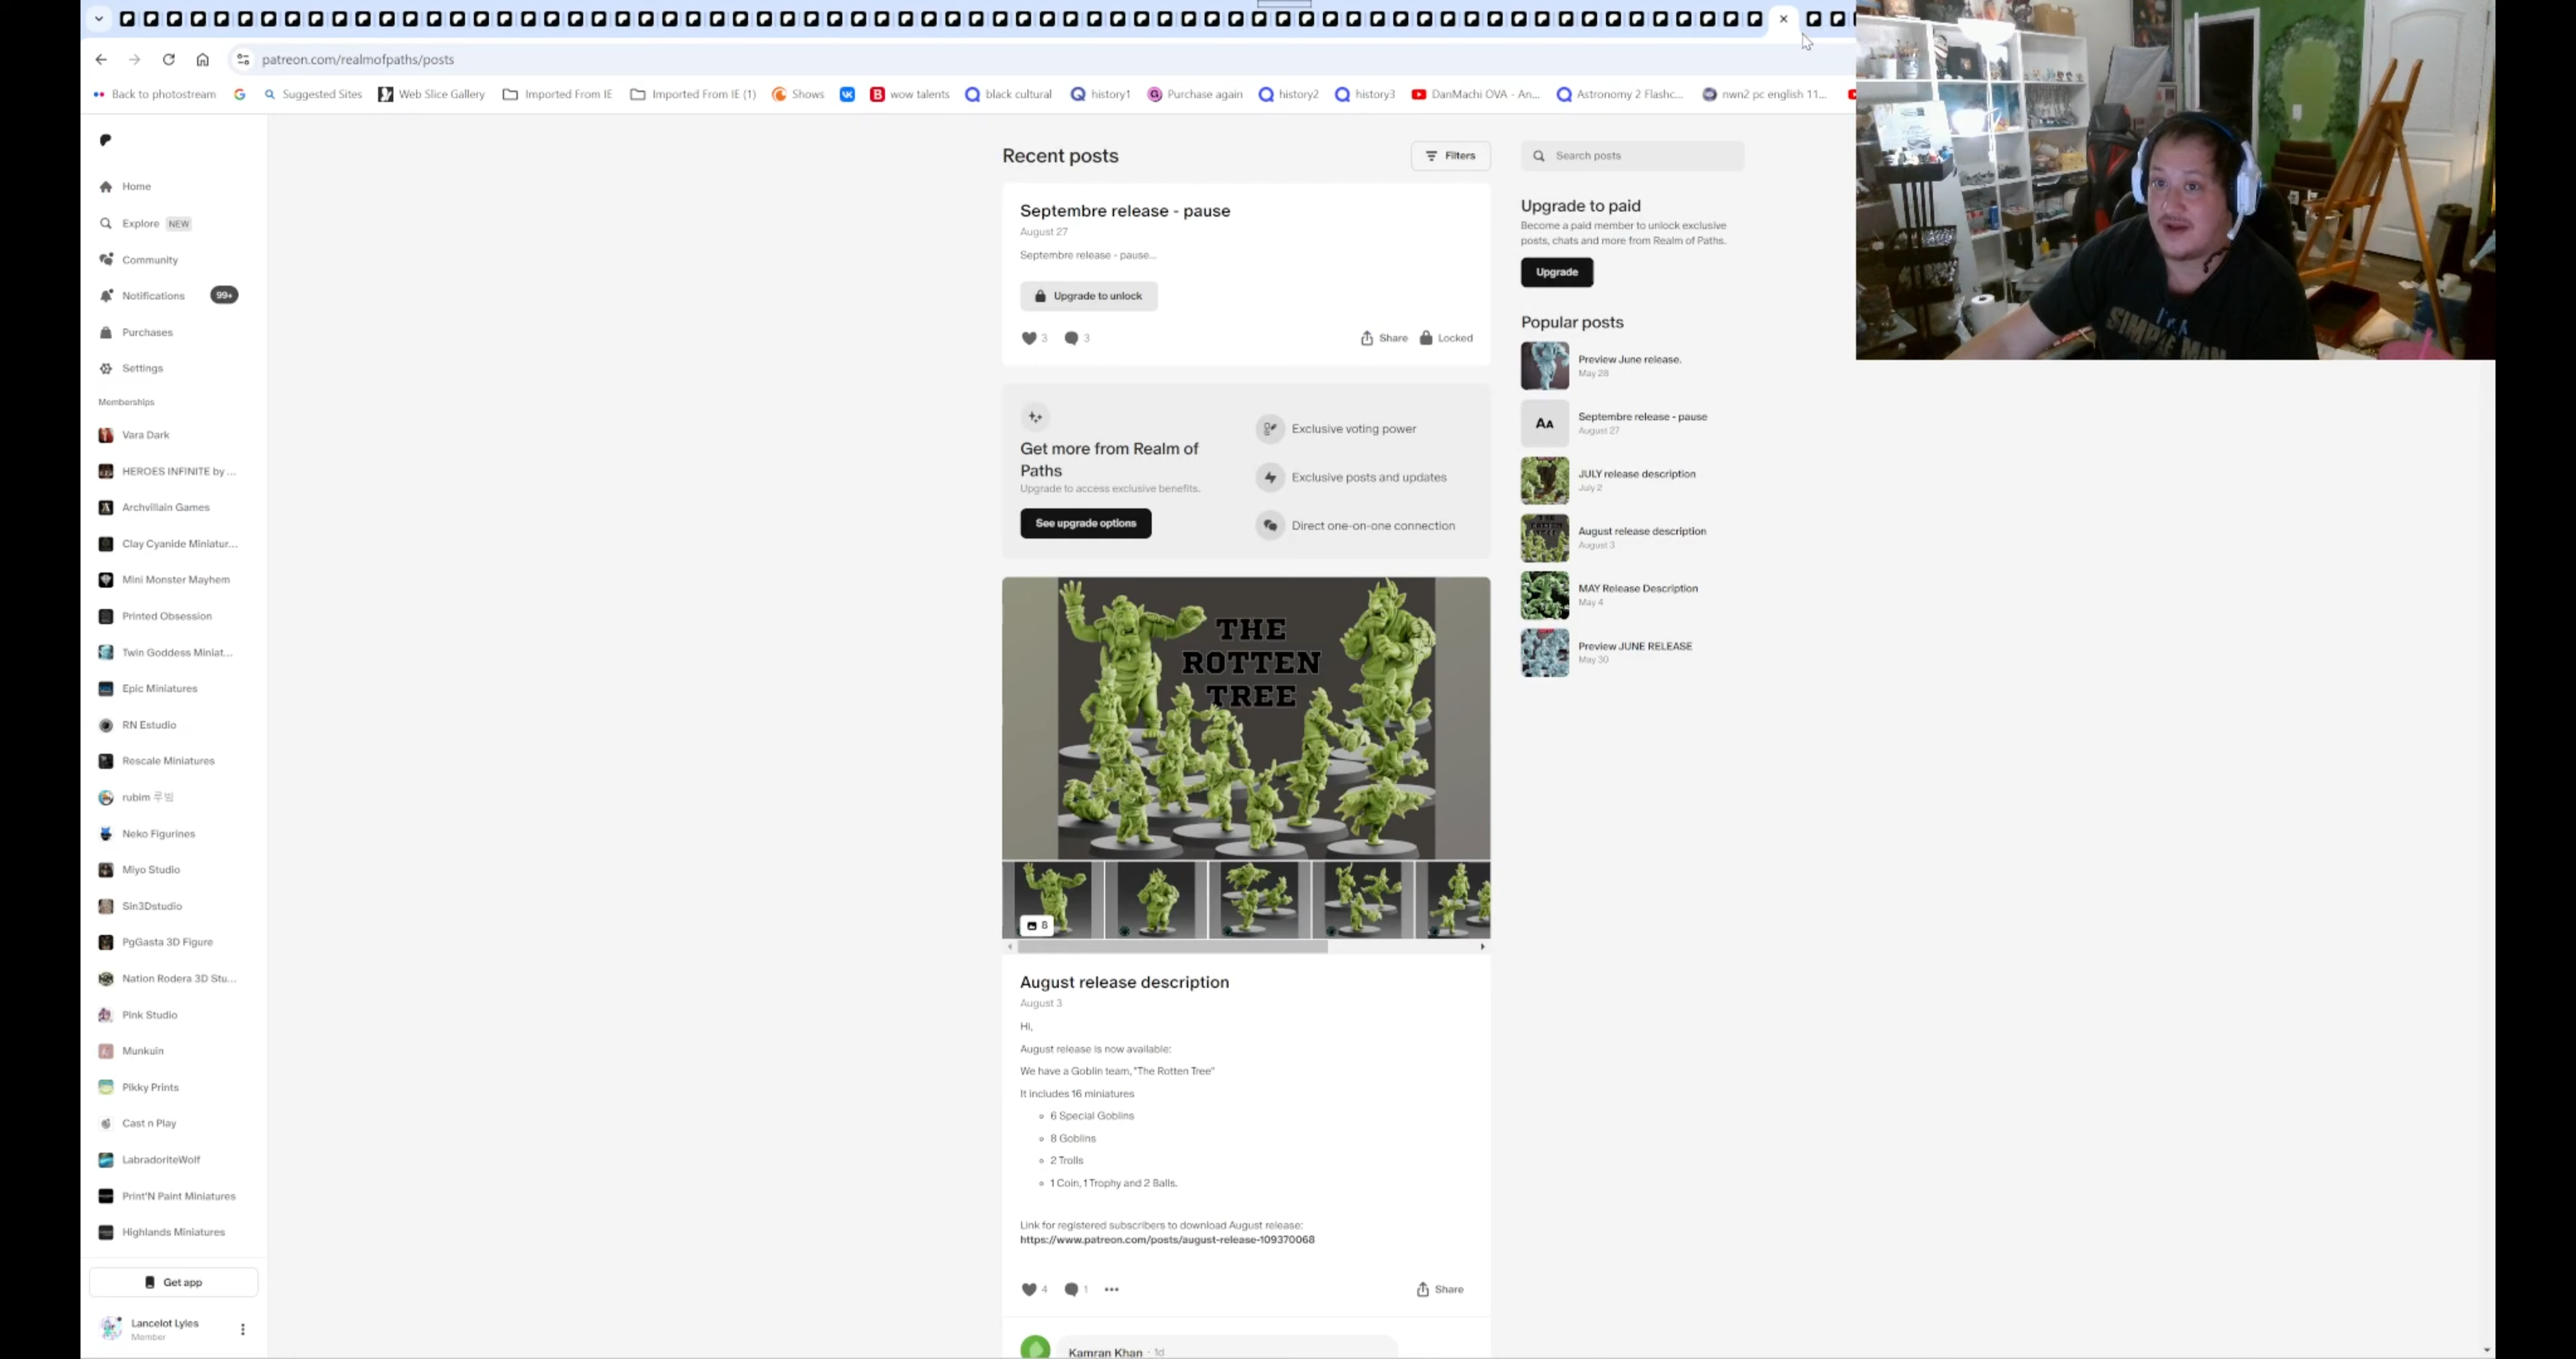 patreon.com/realmofpaths/posts
Back to photostream
Suggested Sites
Web Slice Gallery
Imported From IE
Imported From IE (1)
Shows
wow talents
black cultural
history1
Purchase again
history2
history3
DanMachi OVA - An...
Astronomy 2 Flashc...
nwn2 pc english 11...
Home
Explore NEW
Community
Notifications 99+
Purchases
Settings
Memberships
Vara Dark
HEROES INFINITE by ...
Archvillain Games
Clay Cyanide Miniatur...
Mini Monster Mayhem
Printed Obsession
Twin Goddess Miniat...
Epic Miniatures
RN Estudio
Rescale Miniatures
rubim 루빔
Neko Figurines
Miyo Studio
Sin3Dstudio
PgGasta 3D Figure
Nation Rodera 3D Stu...
Pink Studio
Munkuin
Pikky Prints
Cast n Play
LabradoriteWolf
Print'N Paint Miniatures
Highlands Miniatures
Get app
Lancelot Lyles
Member
Recent posts
Filters
Septembre release - pause
August 27
Septembre release - pause...
Upgrade to unlock
3
3
Share
Locked
Get more from Realm of
Paths
Upgrade to access exclusive benefits.
See upgrade options
Exclusive voting power
Exclusive posts and updates
Direct one-on-one connection
THE
ROTTEN
TREE
8
August release description
August 3
Hi,
August release is now available:
We have a Goblin team, "The Rotten Tree"
It includes 16 miniatures
6 Special Goblins
8 Goblins
2 Trolls
1 Coin, 1 Trophy and 2 Balls.
Link for registered subscribers to download August release:
https://www.patreon.com/posts/august-release-109370068
4
1
Share
Kamran Khan · 1d
Search posts
Upgrade to paid
Become a paid member to unlock exclusive
posts, chats and more from Realm of Paths.
Upgrade
Popular posts
Preview June release.
May 28
AA
Septembre release - pause
August 27
JULY release description
July 2
August release description
August 3
MAY Release Description
May 4
Preview JUNE RELEASE
May 30
I'M A
SIMPLE MAN